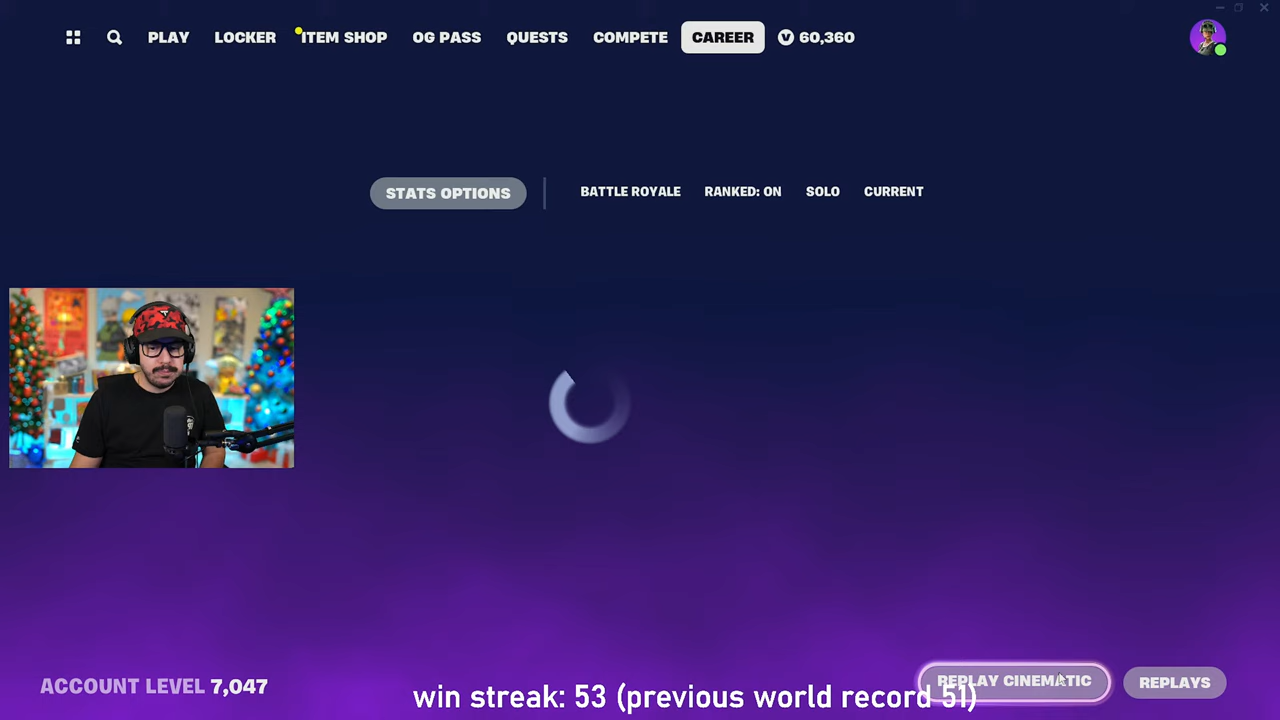 PLAY LOCKER ITEM SHOP OG PASS QUESTS COMPETE CAREER V 60,360
STATS OPTIONS BATTLE ROYALE RANKED: ON SOLO CURRENT
ACCOUNT LEVEL 7,047 REPLAY CINEMATIC REPLAYS
win streak: 53 (previous world record 51)